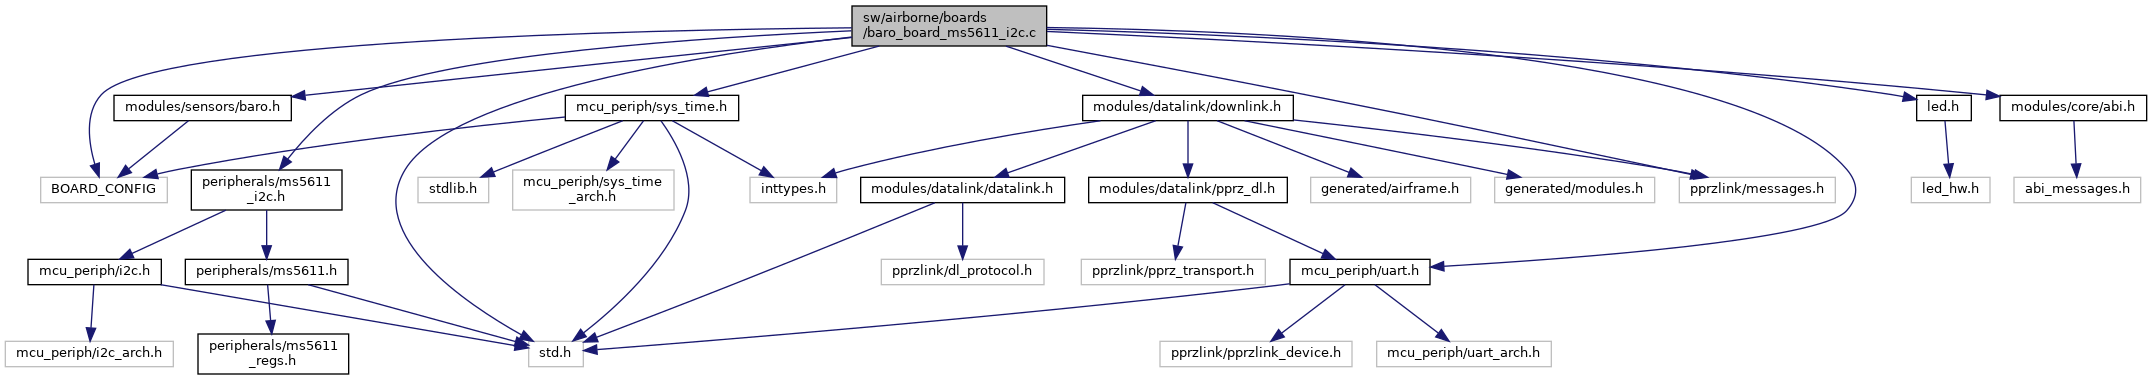 sw/airborne/boards
/baro_board_ms5611_i2c.c
modules/sensors/baro.h
mcu_periph/sys_time.h
modules/datalink/downlink.h
led.h
modules/core/abi.h
BOARD_CONFIG
peripherals/ms5611
_i2c.h
stdlib.h
mcu_periph/sys_time
_arch.h
inttypes.h
modules/datalink/datalink.h
modules/datalink/pprz_dl.h
generated/airframe.h
generated/modules.h
pprzlink/messages.h
led_hw.h
abi_messages.h
mcu_periph/i2c.h
peripherals/ms5611.h
pprzlink/dl_protocol.h
pprzlink/pprz_transport.h
mcu_periph/uart.h
mcu_periph/i2c_arch.h
peripherals/ms5611
_regs.h
std.h
pprzlink/pprzlink_device.h
mcu_periph/uart_arch.h